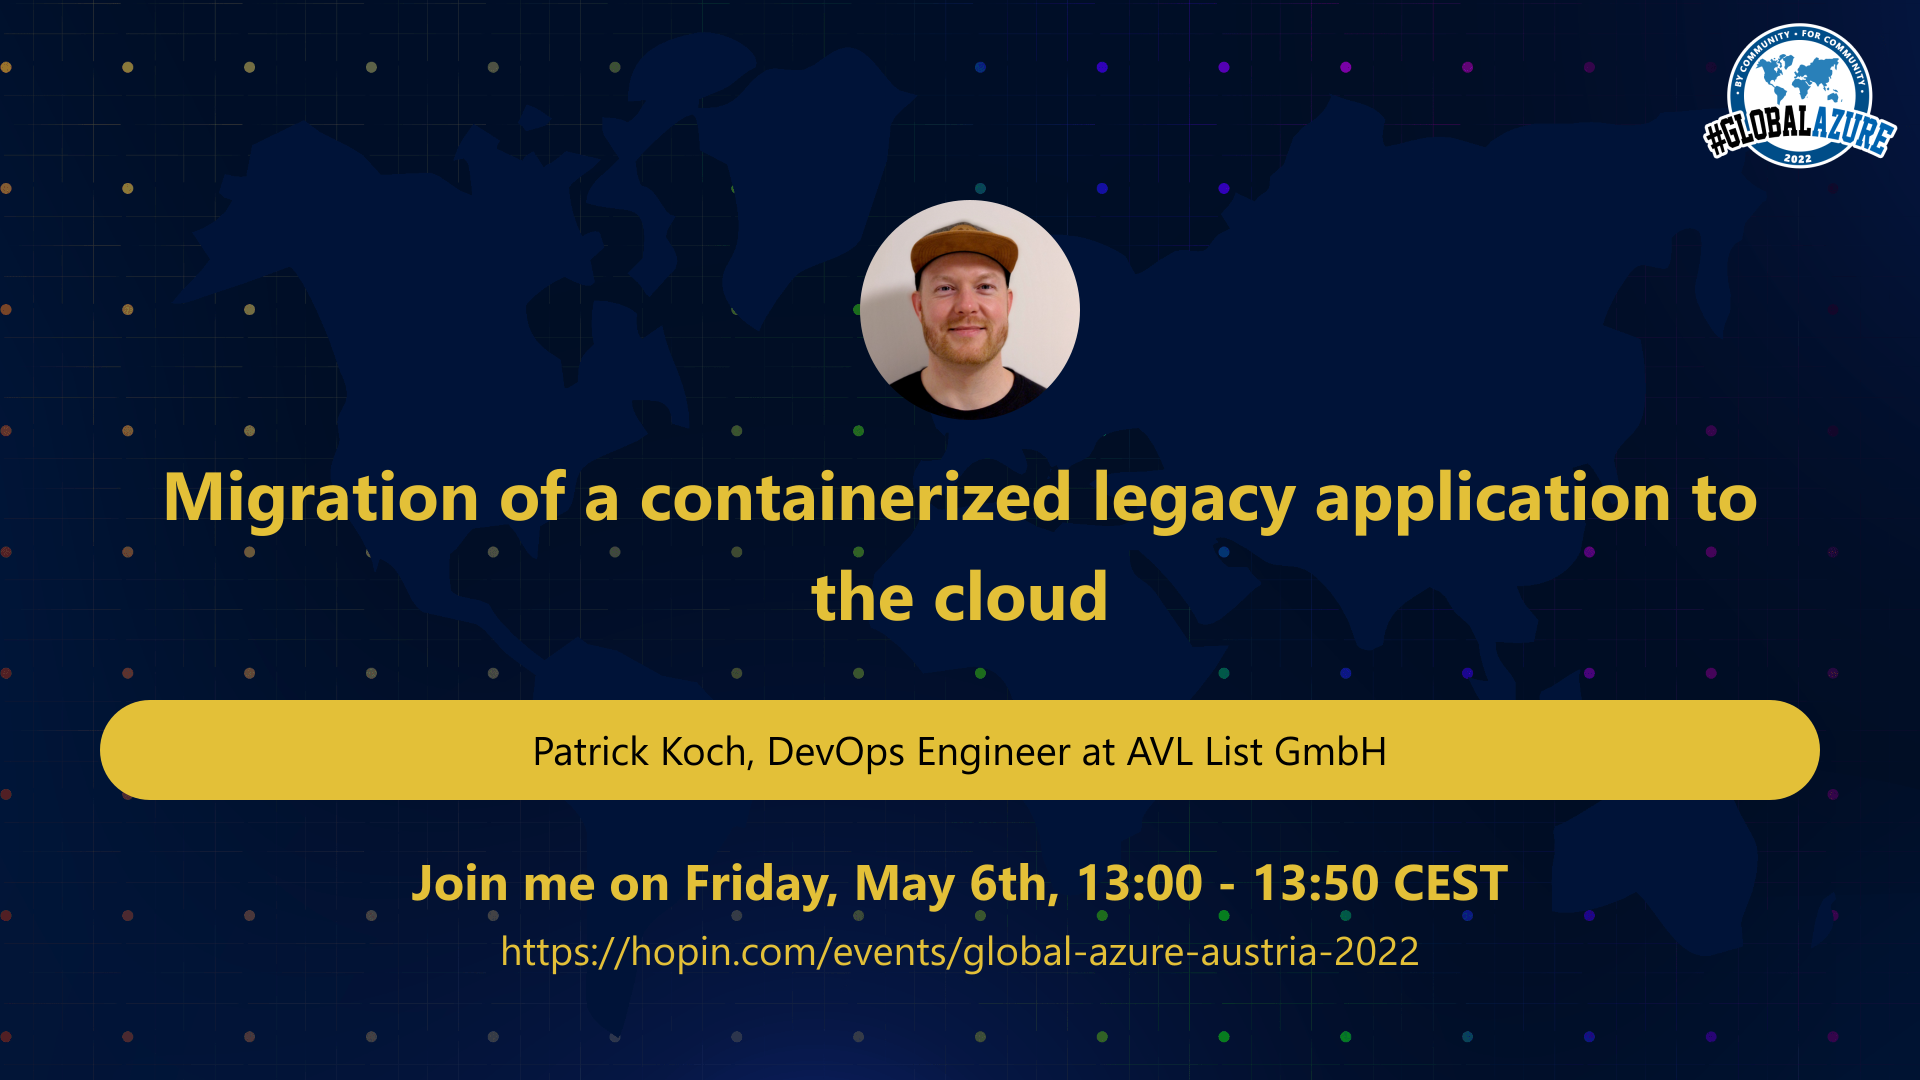 • BY COMMUNITY • FOR COMMUNITY •
#GLOBALAZURE
2022
Migration of a containerized legacy application to
the cloud
Patrick Koch, DevOps Engineer at AVL List GmbH
Join me on Friday, May 6th, 13:00 - 13:50 CEST
https://hopin.com/events/global-azure-austria-2022